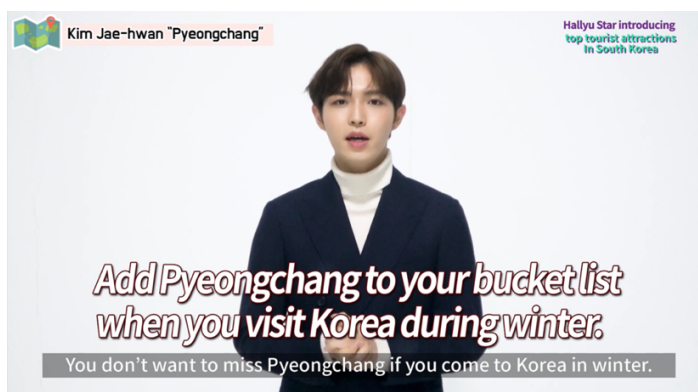 Kim Jae-hwan "Pyeongchang"
Hallyu Star introducing
top tourist attractions
In South Korea
Add Pyeongchang to your bucket list
when you visit Korea during winter.
You don't want to miss Pyeongchang if you come to Korea in winter.